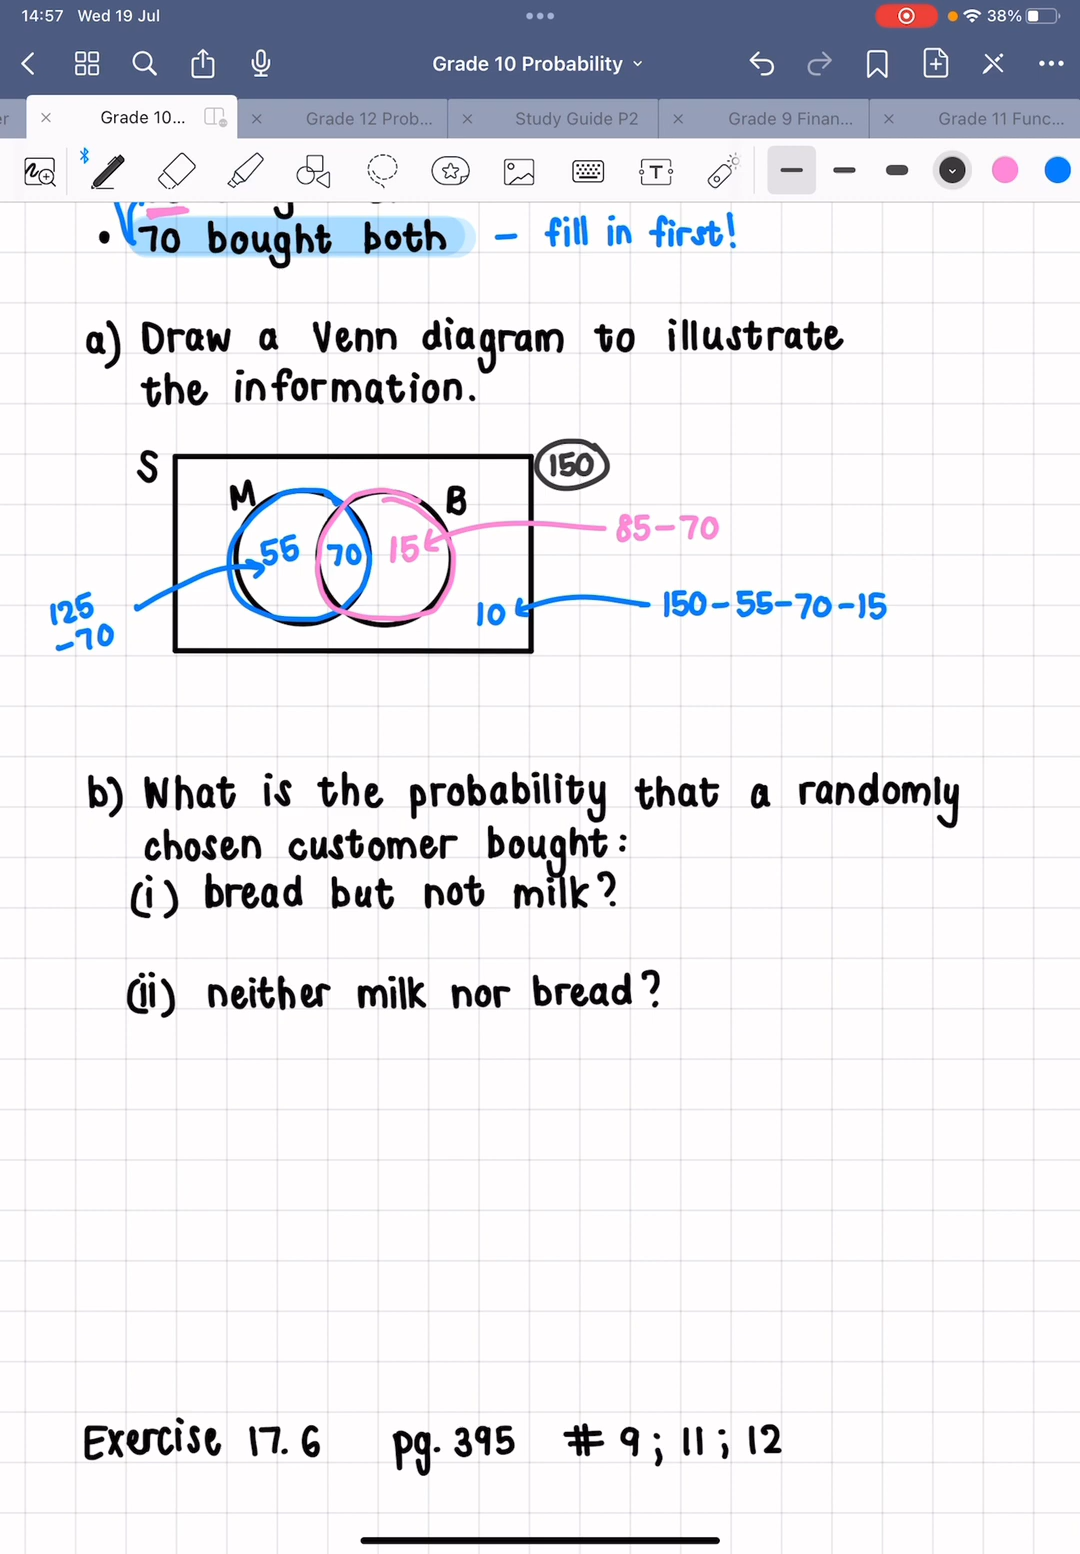 14:57 Wed 19 Jul
38%
Grade 10 Probability
er
Grade 10...
Grade 12 Prob...
Study Guide P2
Grade 9 Finan...
Grade 11 Func...
T
• 70 bought both - fill in first!
a) Draw a Venn diagram to illustrate
the information.
S
150
M
B
55
70
15
85-70
125
-70
10
150-55-70-15
b) What is the probability that a randomly
chosen customer bought:
(i) bread but not milk?
(ii) neither milk nor bread?
Exercise 17.6 pg. 395 # 9; 11; 12